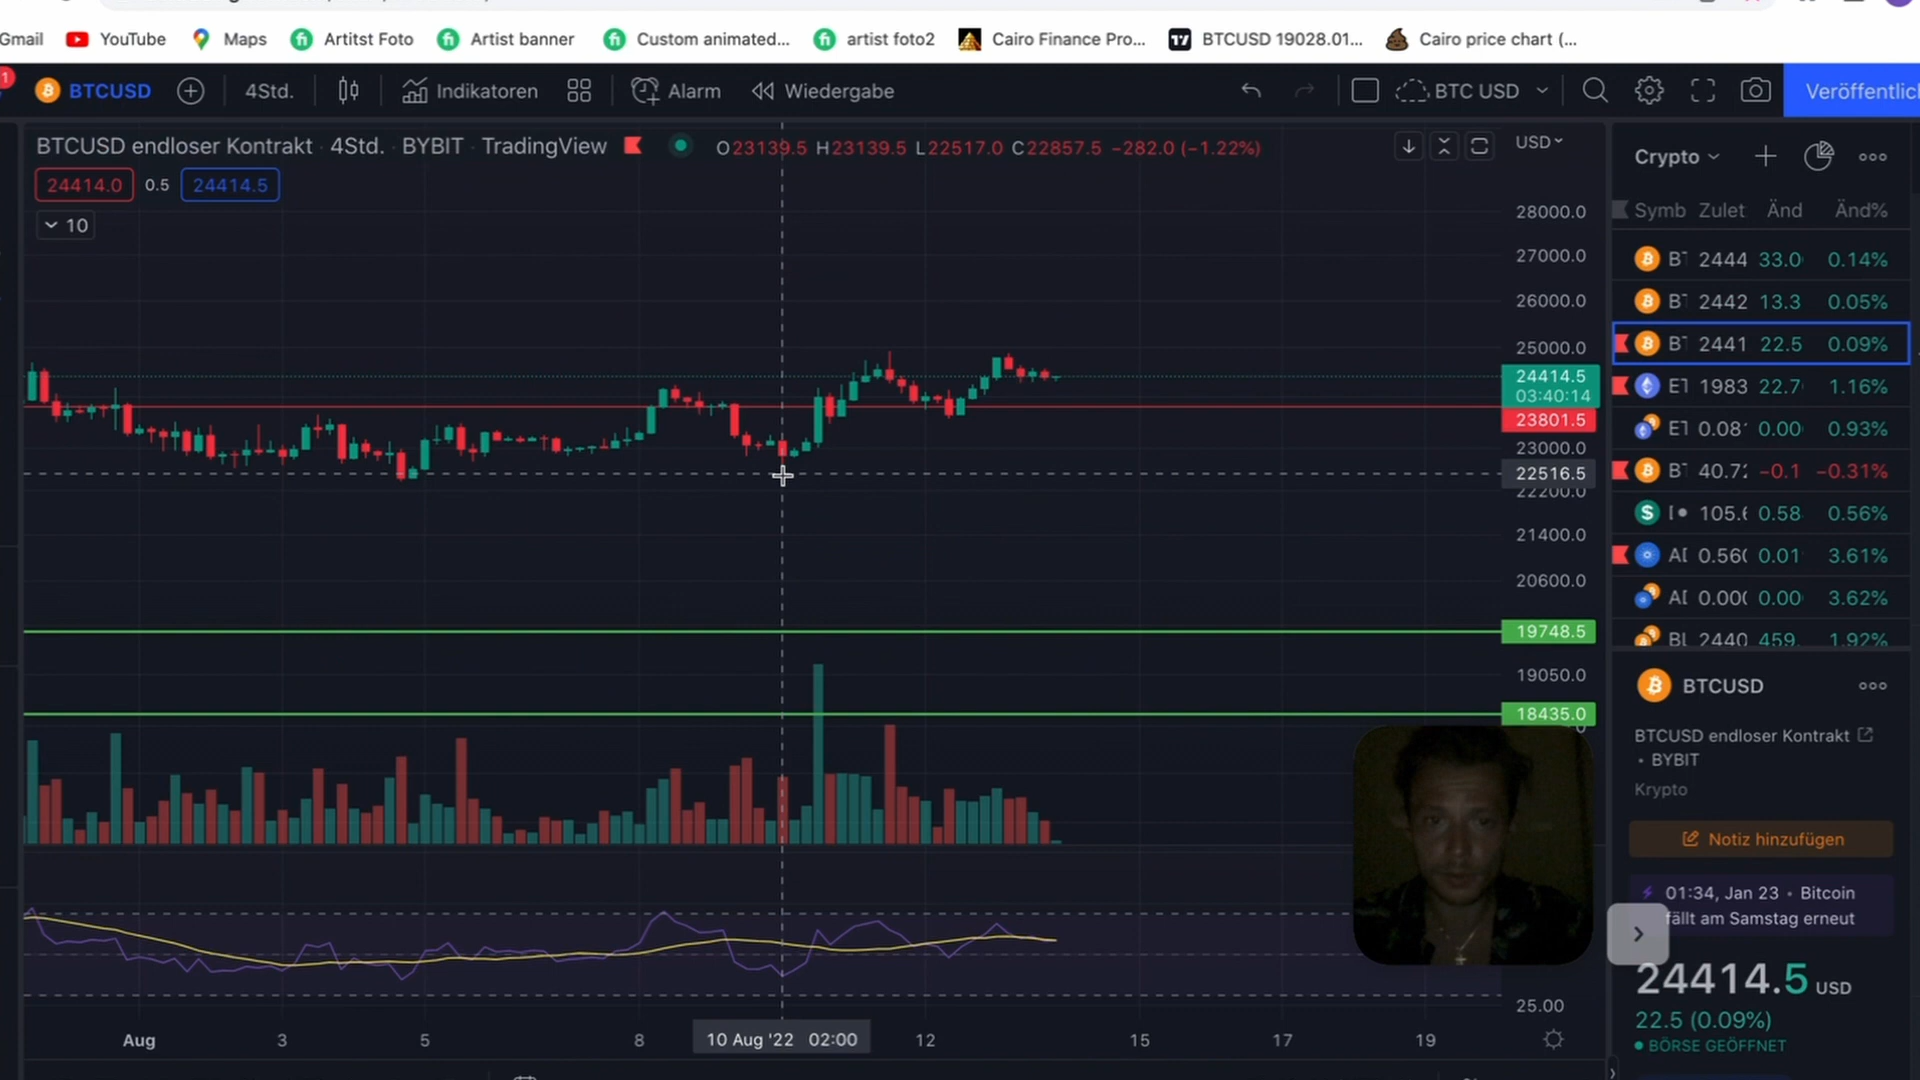 Gmail YouTube Maps Artitst Foto Artist banner Custom animated... artist foto2 Cairo Finance Pro... BTCUSD 19028.01... Cairo price chart (...
1 BTCUSD 4Std. Indikatoren Alarm Wiedergabe BTC USD Veröffentlich
BTCUSD endloser Kontrakt · 4Std. · BYBIT · TradingView O23139.5 H23139.5 L22517.0 C22857.5 −282.0 (−1.22%)
24414.0 0.5 24414.5
10
USD
28000.0
27000.0
26000.0
25000.0
24414.5
03:40:14
23801.5
23000.0
22516.5
22200.0
21400.0
20600.0
19748.5
19050.0
18435.0
25.00
Aug 3 5 8 10 Aug '22 02:00 12 15 17 19
Crypto
Symb Zulet Änd Änd%
2444 33.0 0.14%
2442 13.3 0.05%
2441 22.5 0.09%
1983 22.7 1.16%
0.08 0.00 0.93%
40.7 −0.1 −0.31%
105. 0.58 0.56%
0.56 0.01 3.61%
0.00 0.00 3.62%
2440 459. 1.92%
BTCUSD
BTCUSD endloser Kontrakt
• BYBIT
Krypto
Notiz hinzufügen
01:34, Jan 23 • Bitcoin
fällt am Samstag erneut
24414.5 USD
22.5 (0.09%)
BÖRSE GEÖFFNET